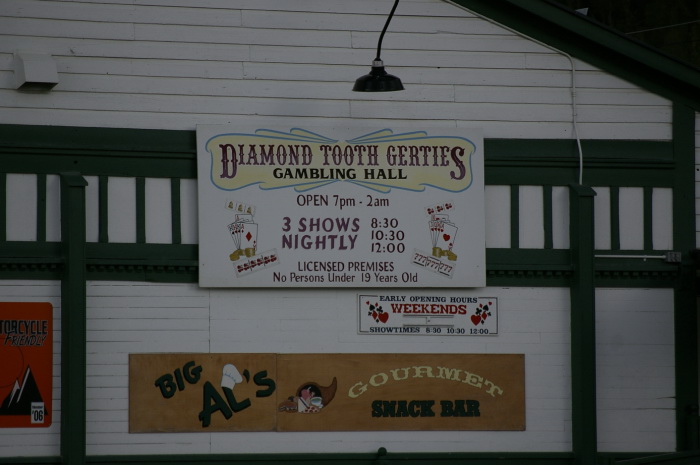 DIAMOND TOOTH GERTIES
GAMBLING HALL
OPEN 7pm - 2am
3 SHOWS NIGHTLY
8:30
10:30
12:00
LICENSED PREMISES
No Persons Under 19 Years Old
EARLY OPENING HOURS
WEEKENDS
SHOWTIMES 8:30 10:30 12:00
MOTORCYCLE
FRIENDLY
'06
BIG AL'S
GOURMET
SNACK BAR